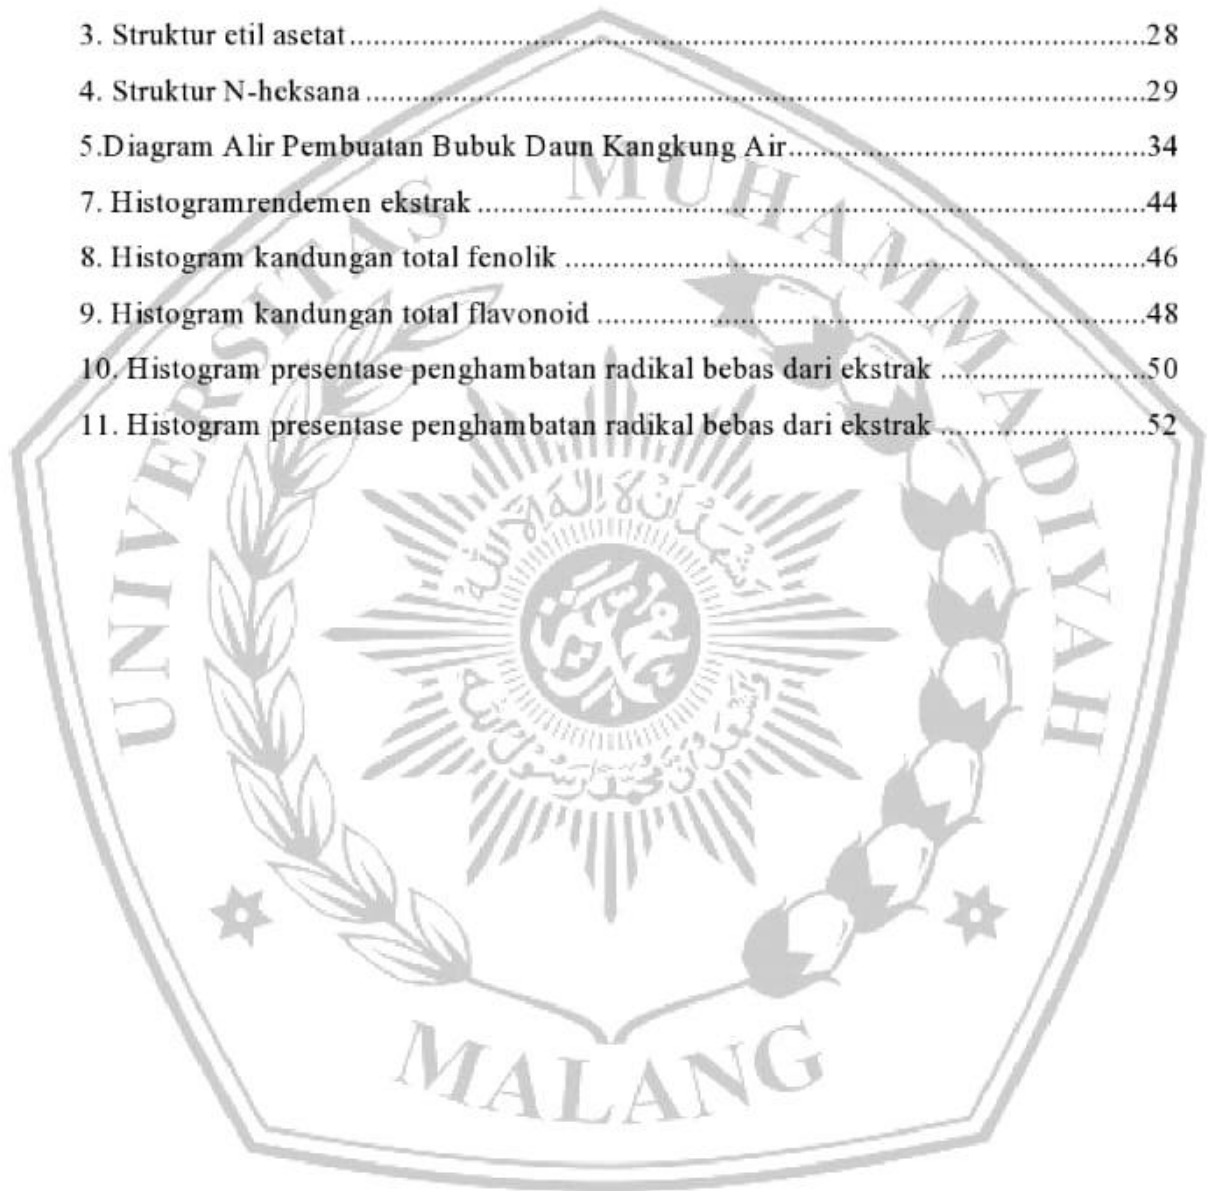 3. Struktur etil asetat.......................................................................................................28
4. Struktur N-heksana.....................................................................................................29
5.Diagram Alir Pembuatan Bubuk Daun Kangkung Air..............................................34
7. Histogramrendemen ekstrak.......................................................................................44
8. Histogram kandungan total fenolik...........................................................................46
9. Histogram kandungan total flavonoid.......................................................................48
10. Histogram presentase penghambatan radikal bebas dari ekstrak..........................50
11. Histogram presentase penghambatan radikal bebas dari ekstrak..........................52
UNIVERSITAS MUHAMMADIYAH
MALANG